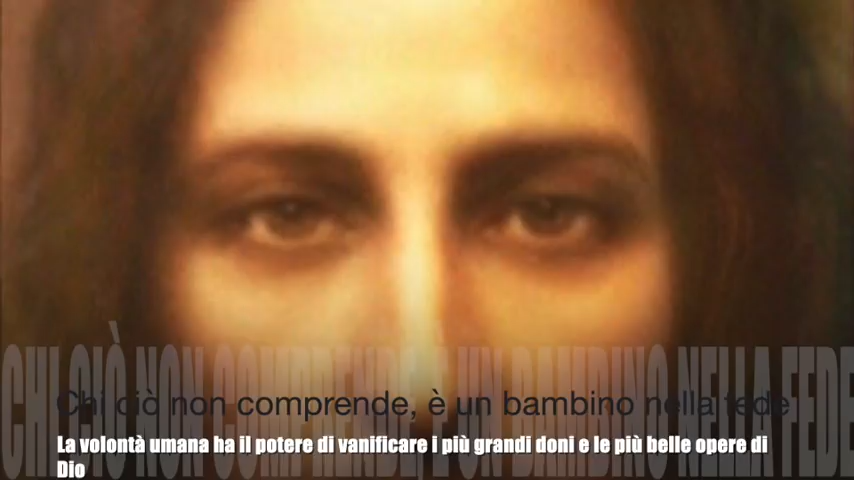 CHI CIÒ NON COMPRENDE, È UN BAMBINO NELLA FEDE
Chi ciò non comprende, è un bambino nella fede
La volontà umana ha il potere di vanificare i più grandi doni e le più belle opere di
Dio